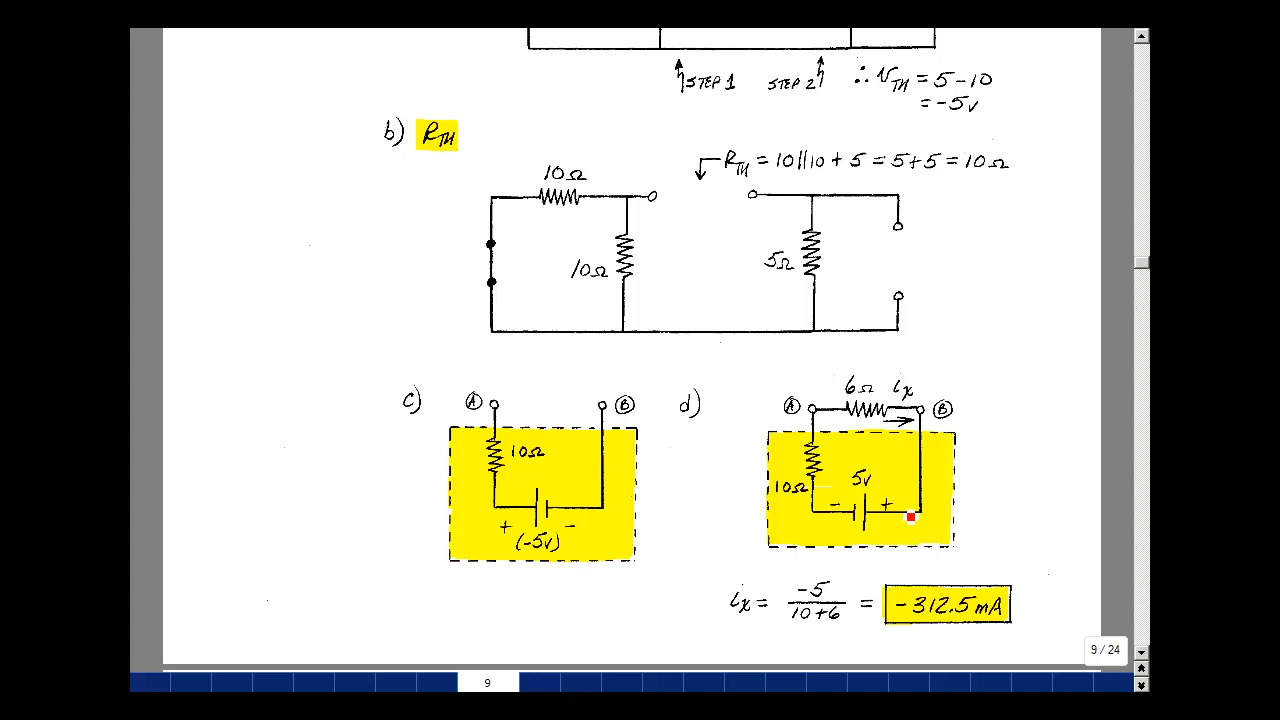 STEP 1 STEP 2 ∴ V_TH = 5 - 10
= -5V
b) R_TH
R_TH = 10||10 + 5 = 5 + 5 = 10Ω
10Ω
10Ω
5Ω
c) A B
10Ω
+ -
(-5V)
d) A 6Ω i_x B
10Ω
5V
- +
i_x = -5 / 10+6 = -312.5 mA
9 / 24
9